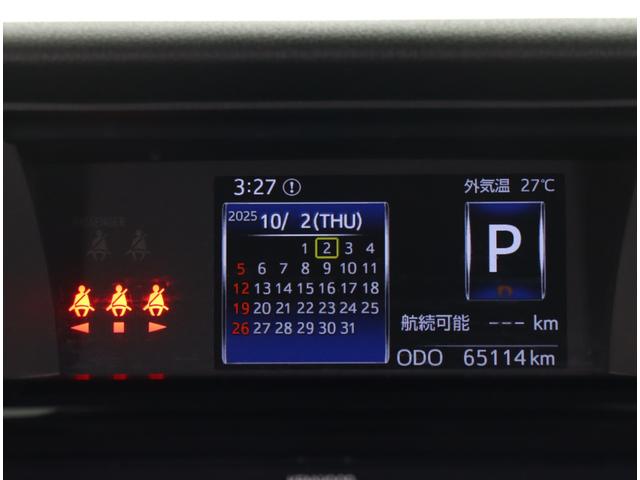 3:27
外気温 27℃
2025 10/ 2(THU)
1 2 3 4
5 6 7 8 9 10 11
12 13 14 15 16 17 18
19 20 21 22 23 24 25
26 27 28 29 30 31
P
航続可能 --- km
ODO 65114 km
PASSENGER